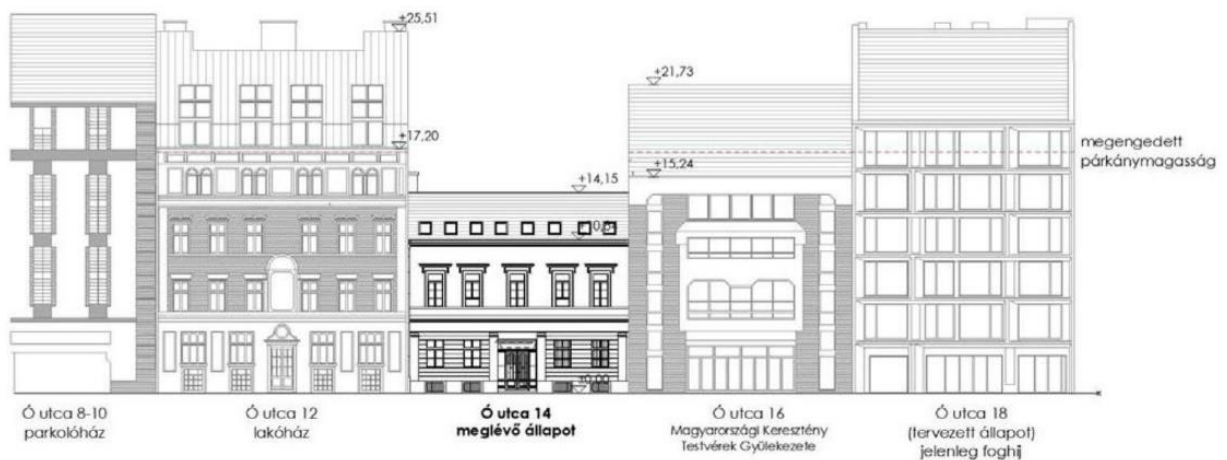 +25,51
+21,73
+17,20
megengedett
párkánymagasság
+15,24
+14,15
+0,00
Ó utca 8-10
parkolóház
Ó utca 12
lakóház
Ó utca 14
meglévő állapot
Ó utca 16
Magyarországi Keresztény
Testvérek Gyülekezete
Ó utca 18
(tervezett állapot)
jelenleg foghíj